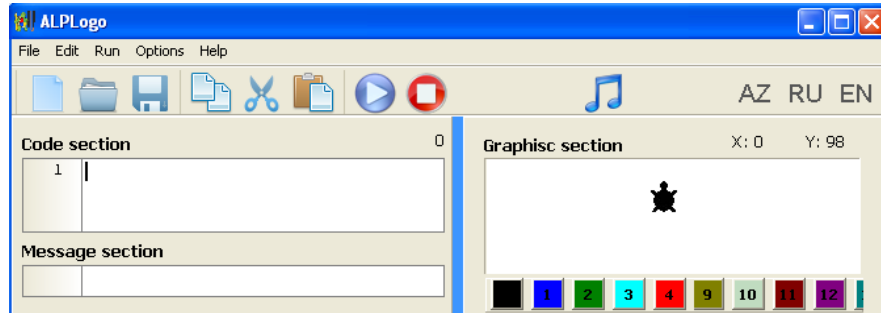 ALPLogo
File Edit Run Options Help
AZ RU EN
Code section 0
Graphisc section X: 0 Y: 98
1
Message section
1 2 3 4 9 10 11 12